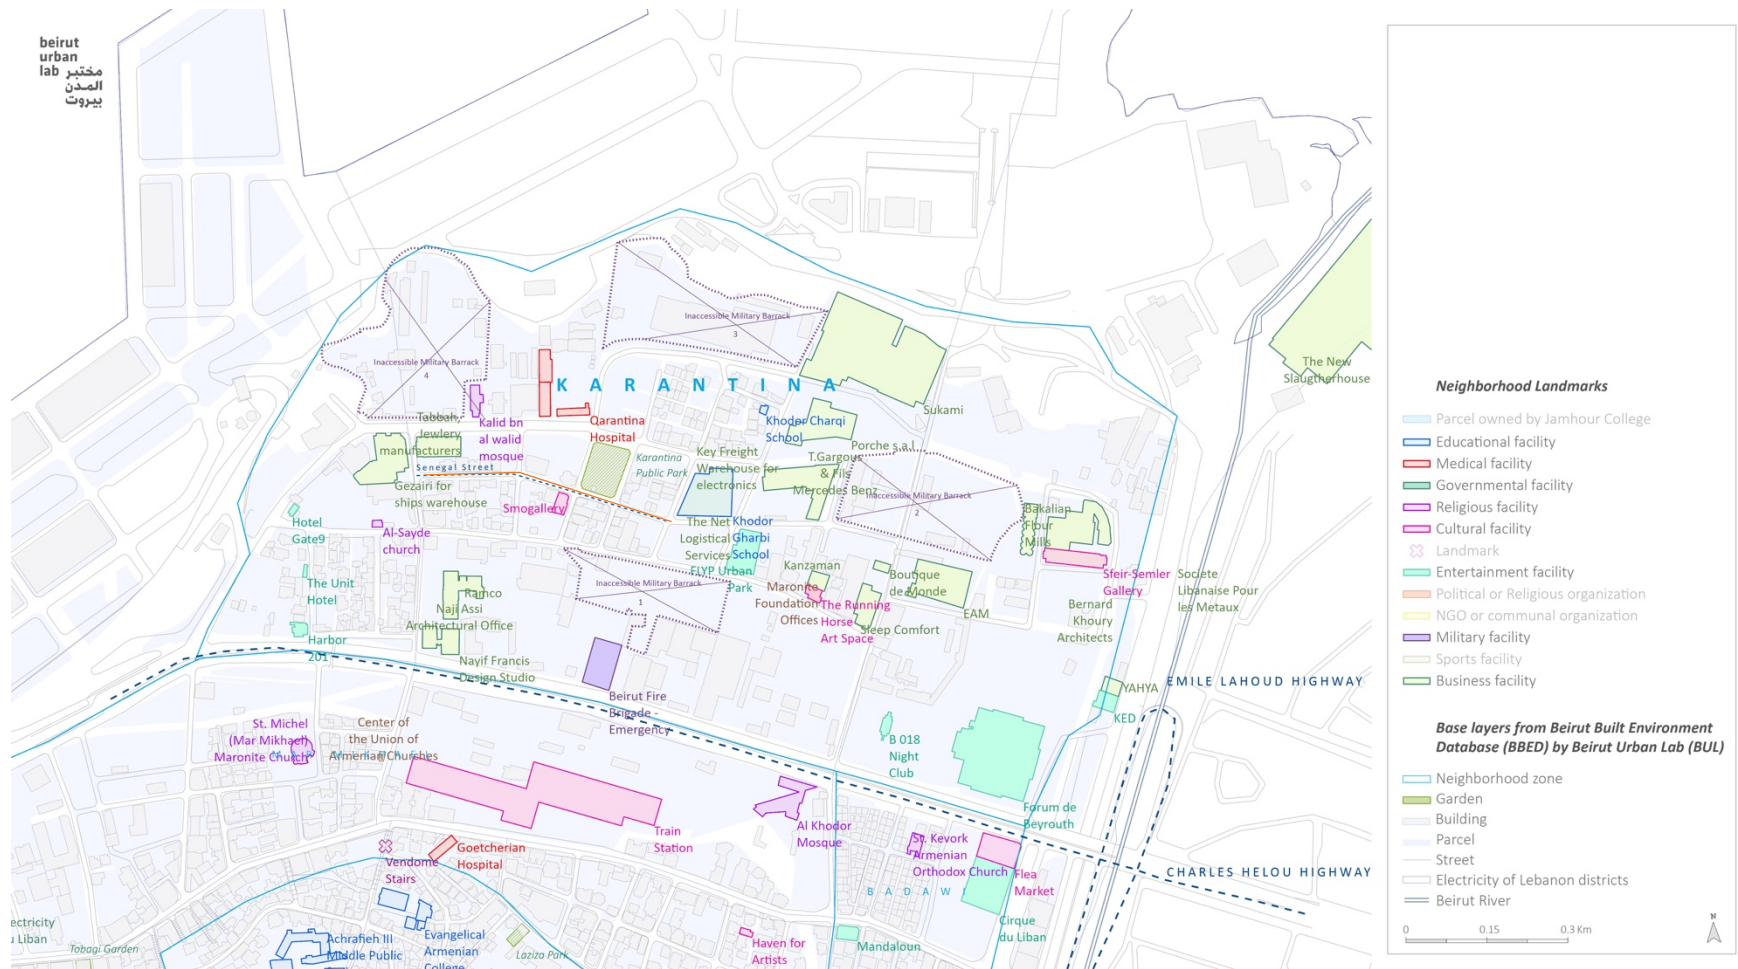 beirut
urban
lab مختبر
المدن
بيروت
Inaccessible Military Barrack
3
Inaccessible Military Barrack
4
The New
Slaugtherhouse
KARANTINA
Sukami
Tabbah,
Jewlery
manufacturers
Kalid bn
al walid
mosque
Qarantina
Hospital
Khodor Charqi
School
Karantina
Public Park
Key Freight
Warehouse for
electronics
Porche s.a.l
T.Gargour
& Fils
Mercedes Benz
Senegal Street
Gezairi for
ships warehouse
Smogallery
Inaccessible Military Barrack
2
Bakalian
Flour
Mills
Hotel
Gate9
Al-Sayde
church
The Net
Logistical
Services
Khodor
Gharbi
School
FLYP Urban
Park
Kanzaman
Boutique
du Monde
Sfeir-Semler
Gallery
Societe
Libanaise Pour
les Metaux
The Unit
Hotel
Inaccessible Military Barrack
1
Maronite
Foundation
Offices
The Running
Horse
Art Space
EAM
Bernard
Khoury
Architects
Ramco
Naji Assi
Architectural Office
Sleep Comfort
Harbor
201
Nayif Francis
Design Studio
Beirut Fire
Brigade -
Emergency
YAHYA
KED
EMILE LAHOUD HIGHWAY
St. Michel
(Mar Mikhael)
Maronite Church
Center of
the Union of
Armenian Churches
B 018
Night
Club
Forum de
Beyrouth
Train
Station
Al Khodor
Mosque
St. Kevork
Armenian
Orthodox Church
Flea
Market
CHARLES HELOU HIGHWAY
Vendome
Stairs
Goetcherian
Hospital
BADAWI
Cirque
du Liban
Mandaloun
Haven for
Artists
Laziza Park
Evangelical
Armenian
College
Achrafieh III
Middle Public
Tobagi Garden
Neighborhood Landmarks
Parcel owned by Jamhour College
Educational facility
Medical facility
Governmental facility
Religious facility
Cultural facility
Landmark
Entertainment facility
Political or Religious organization
NGO or communal organization
Military facility
Sports facility
Business facility
Base layers from Beirut Built Environment
Database (BBED) by Beirut Urban Lab (BUL)
Neighborhood zone
Garden
Building
Parcel
Street
Electricity of Lebanon districts
Beirut River
0 0.15 0.3 Km
N